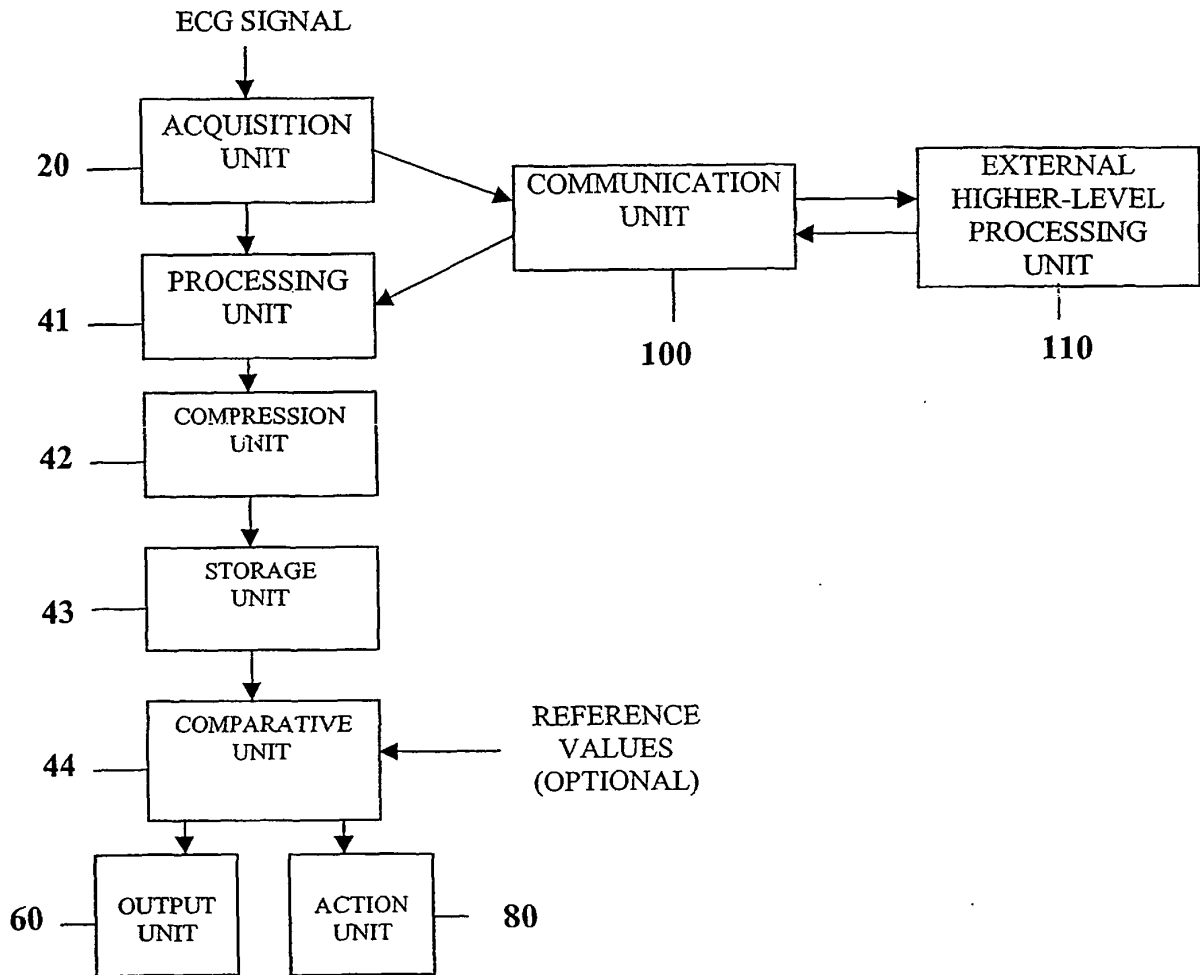 ECG SIGNAL
ACQUISITION
UNIT
20
COMMUNICATION
UNIT
100
EXTERNAL
HIGHER-LEVEL
PROCESSING
UNIT
110
PROCESSING
UNIT
41
COMPRESSION
UNIT
42
STORAGE
UNIT
43
COMPARATIVE
UNIT
44
REFERENCE
VALUES
(OPTIONAL)
OUTPUT
UNIT
60
ACTION
UNIT
80